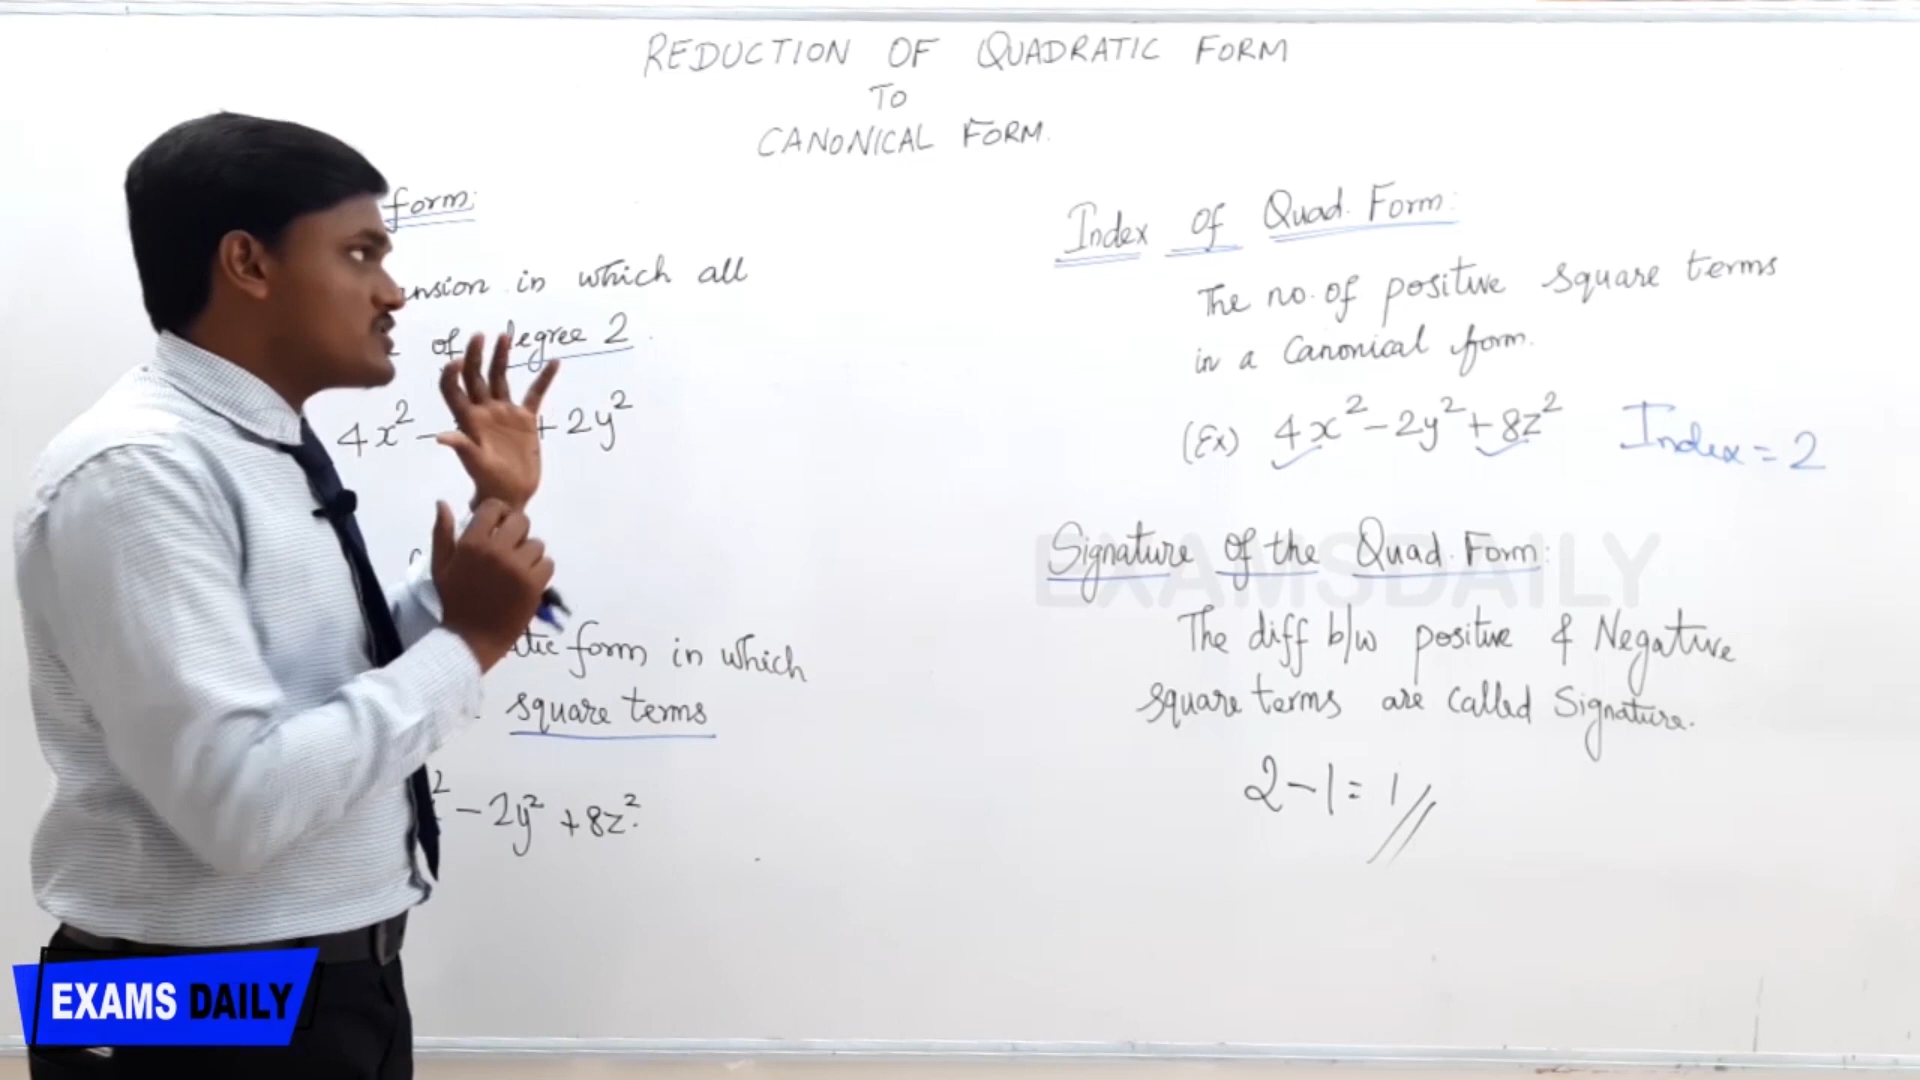 REDUCTION OF QUADRATIC FORM
TO
CANONICAL FORM.
form:
in which all
of degree 2.
4x² - + 2y²
form in which
square terms
² - 2y² + 8z².
Index of Quad. Form:
The no. of positive square terms
in a Canonical form.
(Ex) 4x² - 2y² + 8z² Index = 2
Signature of the Quad. Form:
The diff b/w positive & Negative
square terms are called Signature.
2 - 1 = 1 //
EXAMSDAILY
EXAMS DAILY